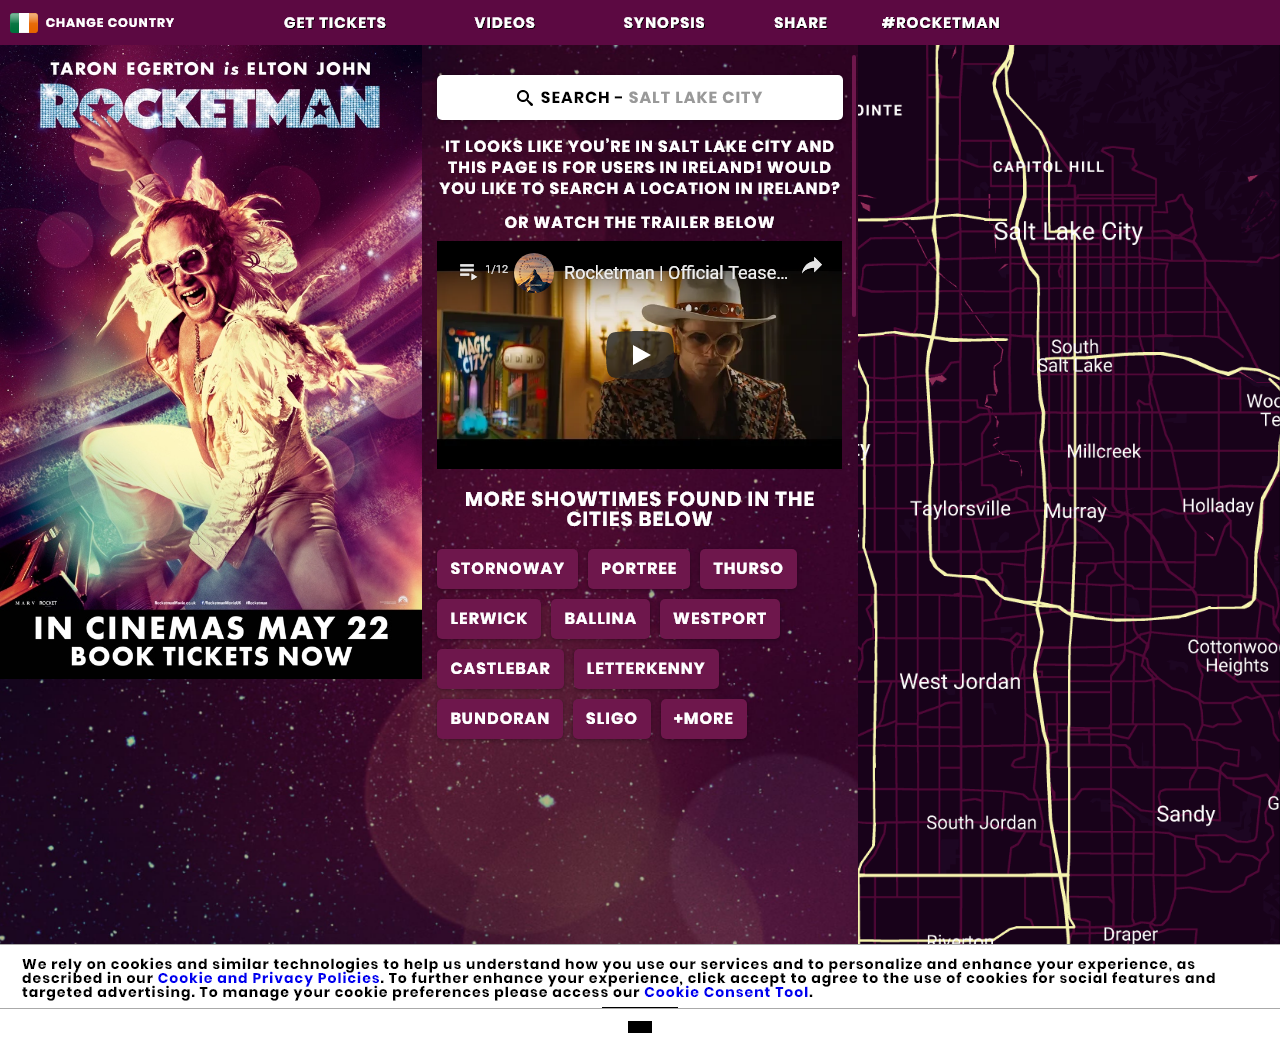 CHANGE COUNTRY
GET TICKETS
VIDEOS
SYNOPSIS
SHARE
#ROCKETMAN
TARON EGERTON is ELTON JOHN
ROCKETMAN
IN CINEMAS MAY 22
BOOK TICKETS NOW
SEARCH - SALT LAKE CITY
IT LOOKS LIKE YOU'RE IN SALT LAKE CITY AND
THIS PAGE IS FOR USERS IN IRELAND! WOULD
YOU LIKE TO SEARCH A LOCATION IN IRELAND?
OR WATCH THE TRAILER BELOW
1/12
Rocketman | Official Tease...
MAGIC
CITY
MORE SHOWTIMES FOUND IN THE
CITIES BELOW
STORNOWAY
PORTREE
THURSO
LERWICK
BALLINA
WESTPORT
CASTLEBAR
LETTERKENNY
BUNDORAN
SLIGO
+MORE
OINTE
CAPITOL HILL
Salt Lake City
South
Salt Lake
Millcreek
Taylorsville
Murray
Holladay
Cottonwoo
Heights
West Jordan
South Jordan
Sandy
Riverton
Draper
We rely on cookies and similar technologies to help us understand how you use our services and to personalize and enhance your experience, as
described in our Cookie and Privacy Policies. To further enhance your experience, click accept to agree to the use of cookies for social features and
targeted advertising. To manage your cookie preferences please access our Cookie Consent Tool.